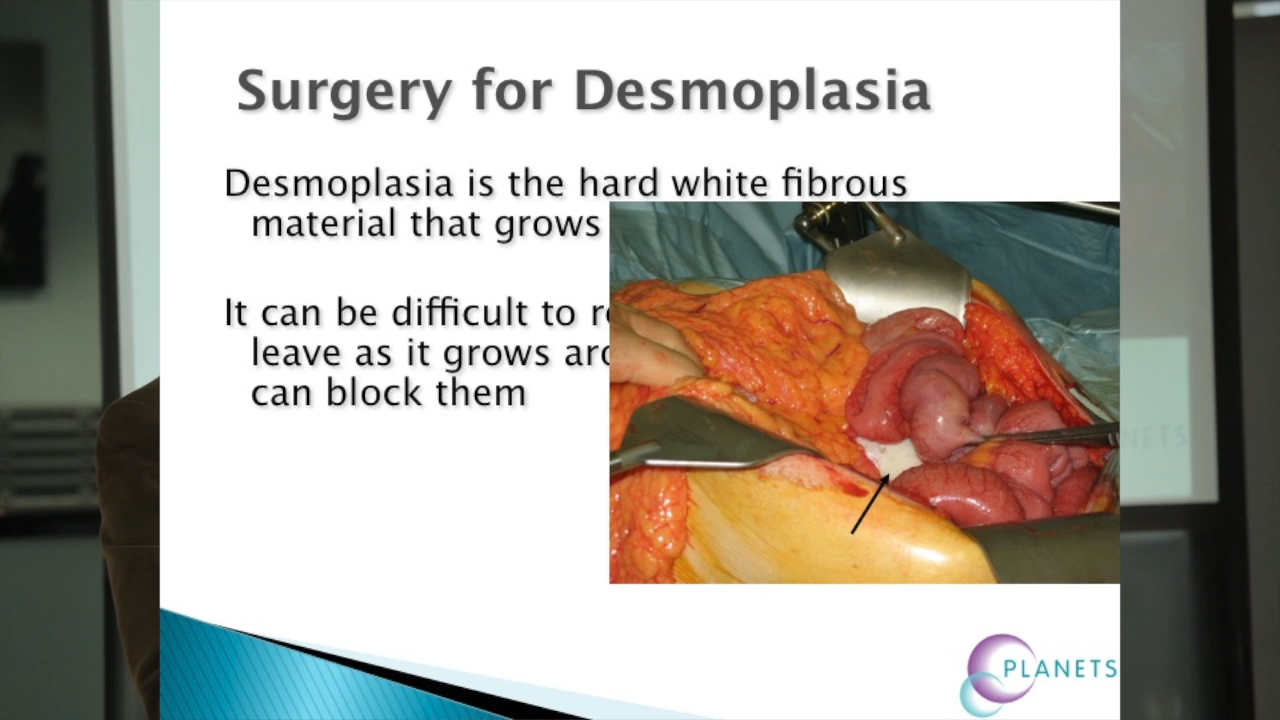 Surgery for Desmoplasia
Desmoplasia is the hard white fibrous
material that grows
It can be difficult to
leave as it grows
can block them
PLANETS